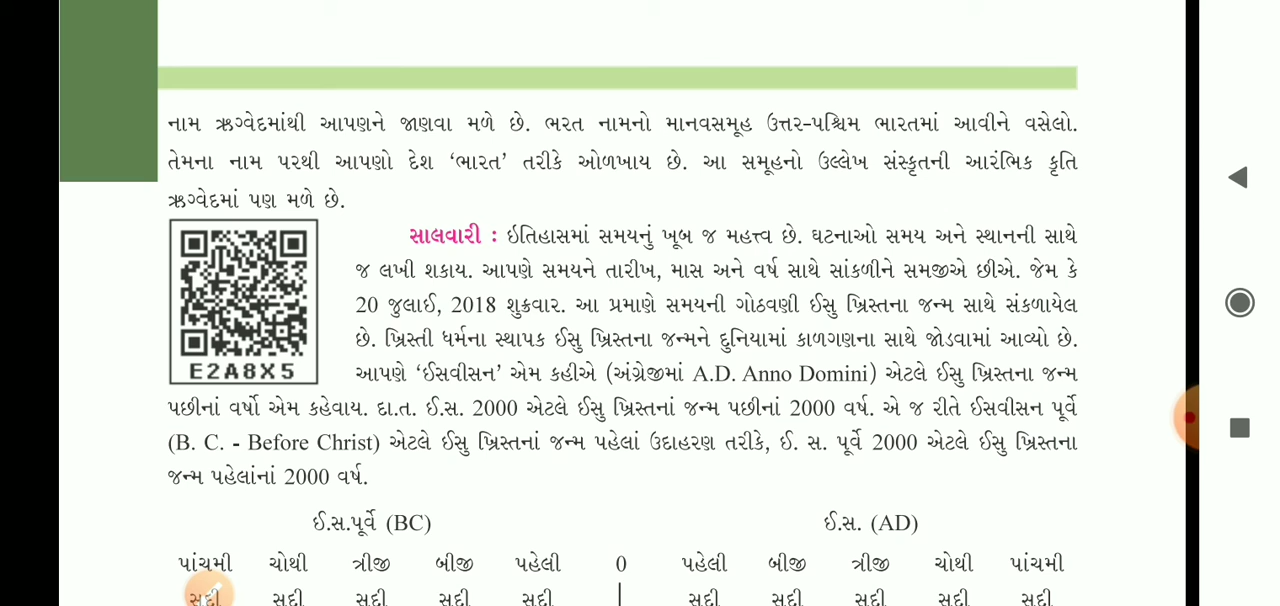 નામ ઋગ્વેદમાંથી આપણને જાણવા મળે છે. ભરત નામનો માનવસમૂહ ઉત્તર-પશ્ચિમ ભારતમાં આવીને વસેલો.
તેમના નામ પરથી આપણો દેશ ‘ભારત’ તરીકે ઓળખાય છે. આ સમૂહનો ઉલ્લેખ સંસ્કૃતની આરંભિક કૃતિ
ઋગ્વેદમાં પણ મળે છે.
સાલવારી : ઇતિહાસમાં સમયનું ખૂબ જ મહત્ત્વ છે. ઘટનાઓ સમય અને સ્થાનની સાથે
જ લખી શકાય. આપણે સમયને તારીખ, માસ અને વર્ષ સાથે સાંકળીને સમજીએ છીએ. જેમ કે
20 જુલાઈ, 2018 શુક્રવાર. આ પ્રમાણે સમયની ગોઠવણી ઈસુ ખ્રિસ્તના જન્મ સાથે સંકળાયેલ
છે. ખ્રિસ્તી ધર્મના સ્થાપક ઈસુ ખ્રિસ્તના જન્મને દુનિયામાં કાળગણના સાથે જોડવામાં આવ્યો છે.
E2A8X5
આપણે ‘ઈસવીસન’ એમ કહીએ (અંગ્રેજીમાં A.D. Anno Domini) એટલે ઈસુ ખ્રિસ્તના જન્મ
પછીનાં વર્ષો એમ કહેવાય. દા.ત. ઈ.સ. 2000 એટલે ઈસુ ખ્રિસ્તનાં જન્મ પછીનાં 2000 વર્ષ. એ જ રીતે ઈસવીસન પૂર્વે
(B. C. - Before Christ) એટલે ઈસુ ખ્રિસ્તનાં જન્મ પહેલાં ઉદાહરણ તરીકે, ઈ. સ. પૂર્વે 2000 એટલે ઈસુ ખ્રિસ્તના
જન્મ પહેલાંનાં 2000 વર્ષ.
ઈ.સ.પૂર્વે (BC) ઈ.સ. (AD)
પાંચમી ચોથી ત્રીજી બીજી પહેલી 0 પહેલી બીજી ત્રીજી ચોથી પાંચમી
સદી સદી સદી સદી સદી સદી સદી સદી સદી સદી